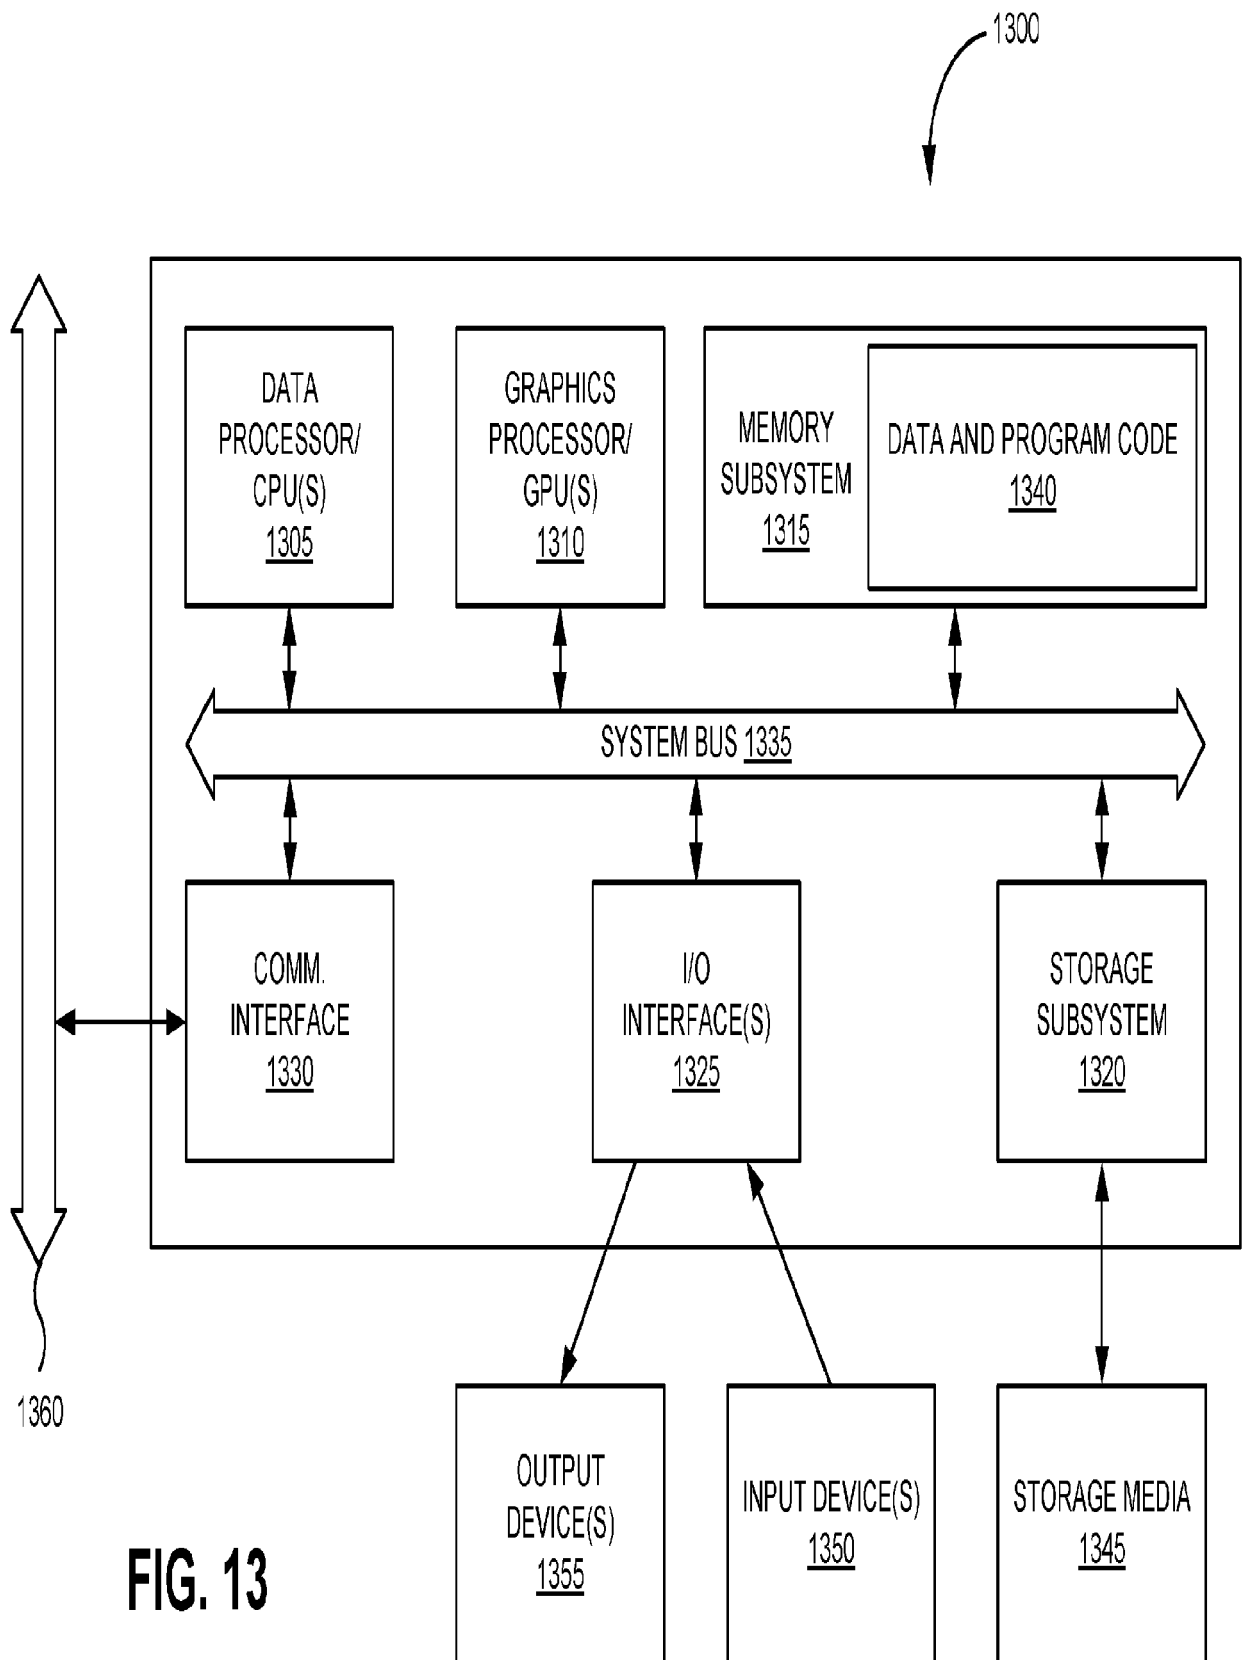 1300
DATA
PROCESSOR/
CPU(S)
1305
GRAPHICS
PROCESSOR/
GPU(S)
1310
MEMORY
SUBSYSTEM
1315
DATA AND PROGRAM CODE
1340
SYSTEM BUS 1335
COMM.
INTERFACE
1330
I/O
INTERFACE(S)
1325
STORAGE
SUBSYSTEM
1320
1360
OUTPUT
DEVICE(S)
1355
INPUT DEVICE(S)
1350
STORAGE MEDIA
1345
FIG. 13